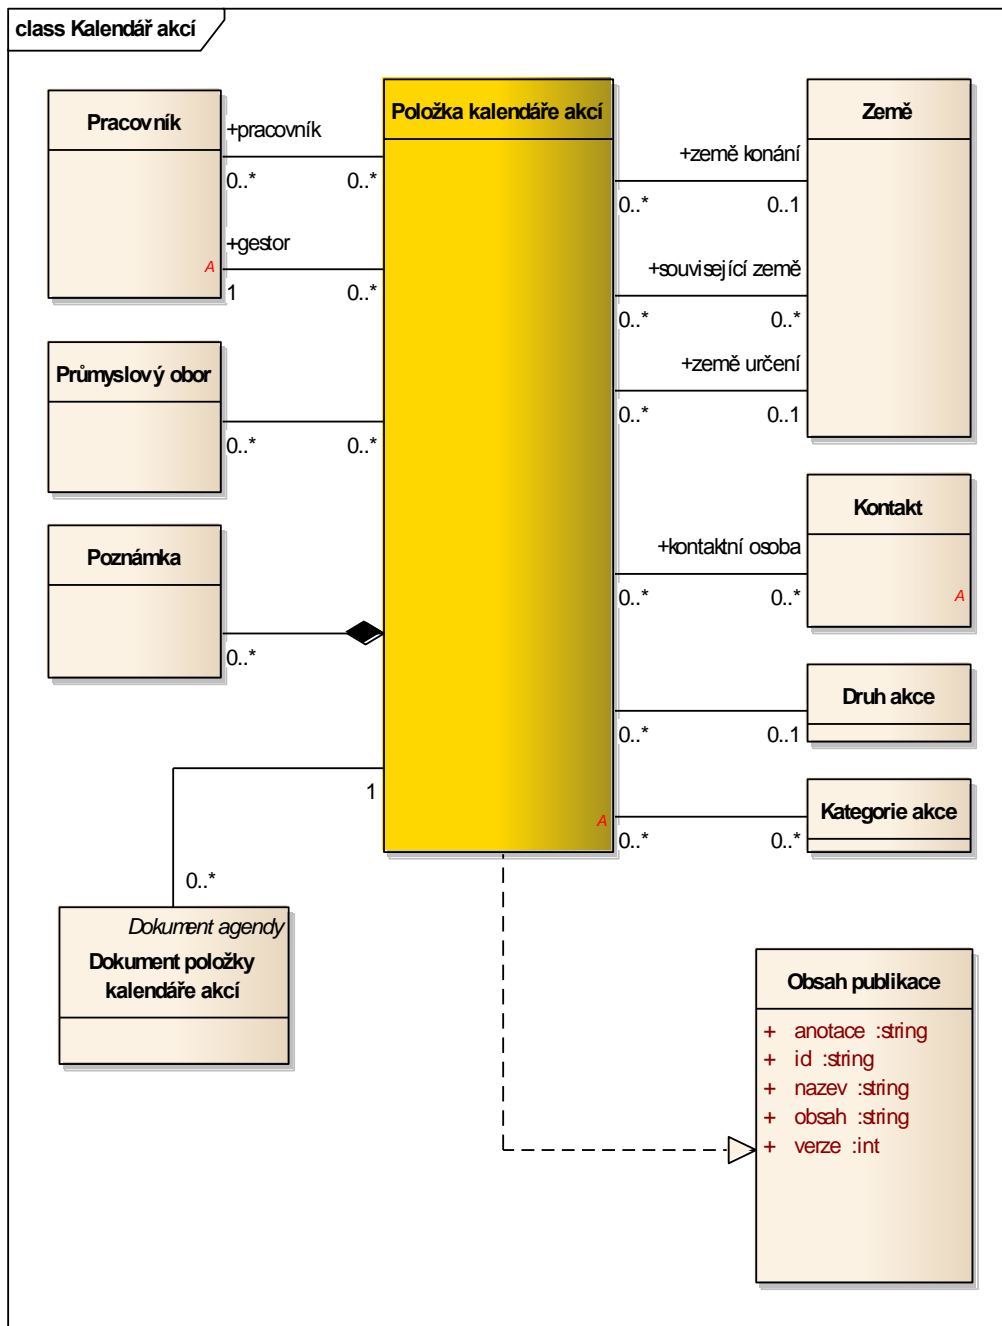 class Kalendář akcí
Pracovník
A
+pracovník
0..*
0..*
+gestor
1
0..*
Položka kalendáře akcí
A
Země
+země konání
0..*
0..1
+související země
0..*
0..*
+země určení
0..*
0..1
Průmyslový obor
0..*
0..*
Kontakt
A
+kontaktní osoba
0..*
0..*
Poznámka
0..*
Druh akce
0..*
0..1
Kategorie akce
0..*
0..*
1
0..*
Dokument agendy
Dokument položky
kalendáře akcí
Obsah publikace
+ anotace :string
+ id :string
+ nazev :string
+ obsah :string
+ verze :int